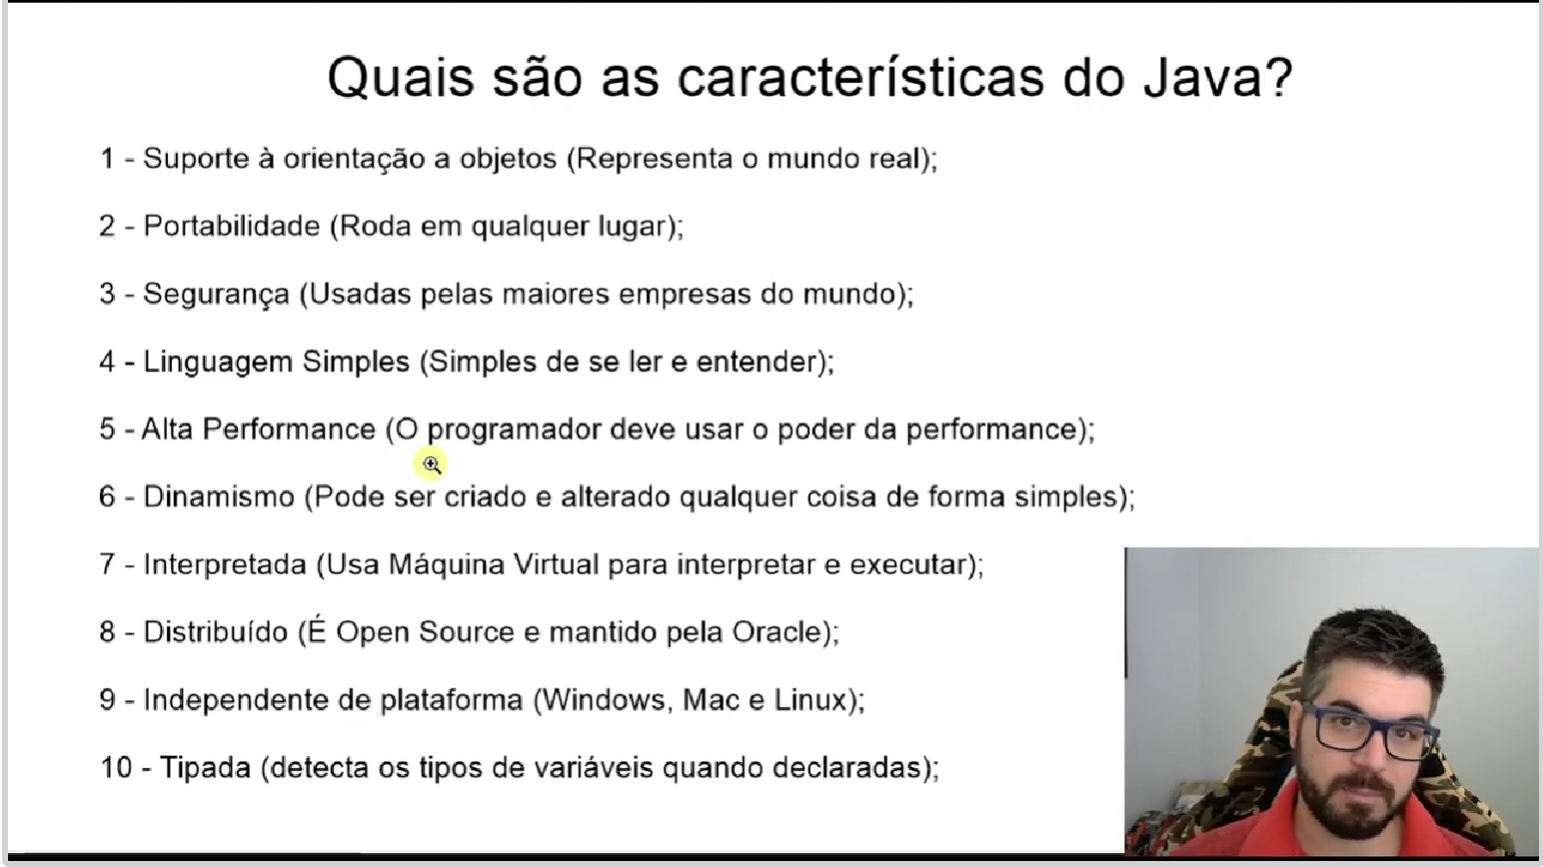 Quais são as características do Java?
1 - Suporte à orientação a objetos (Representa o mundo real);
2 - Portabilidade (Roda em qualquer lugar);
3 - Segurança (Usadas pelas maiores empresas do mundo);
4 - Linguagem Simples (Simples de se ler e entender);
5 - Alta Performance (O programador deve usar o poder da performance);
6 - Dinamismo (Pode ser criado e alterado qualquer coisa de forma simples);
7 - Interpretada (Usa Máquina Virtual para interpretar e executar);
8 - Distribuído (É Open Source e mantido pela Oracle);
9 - Independente de plataforma (Windows, Mac e Linux);
10 - Tipada (detecta os tipos de variáveis quando declaradas);